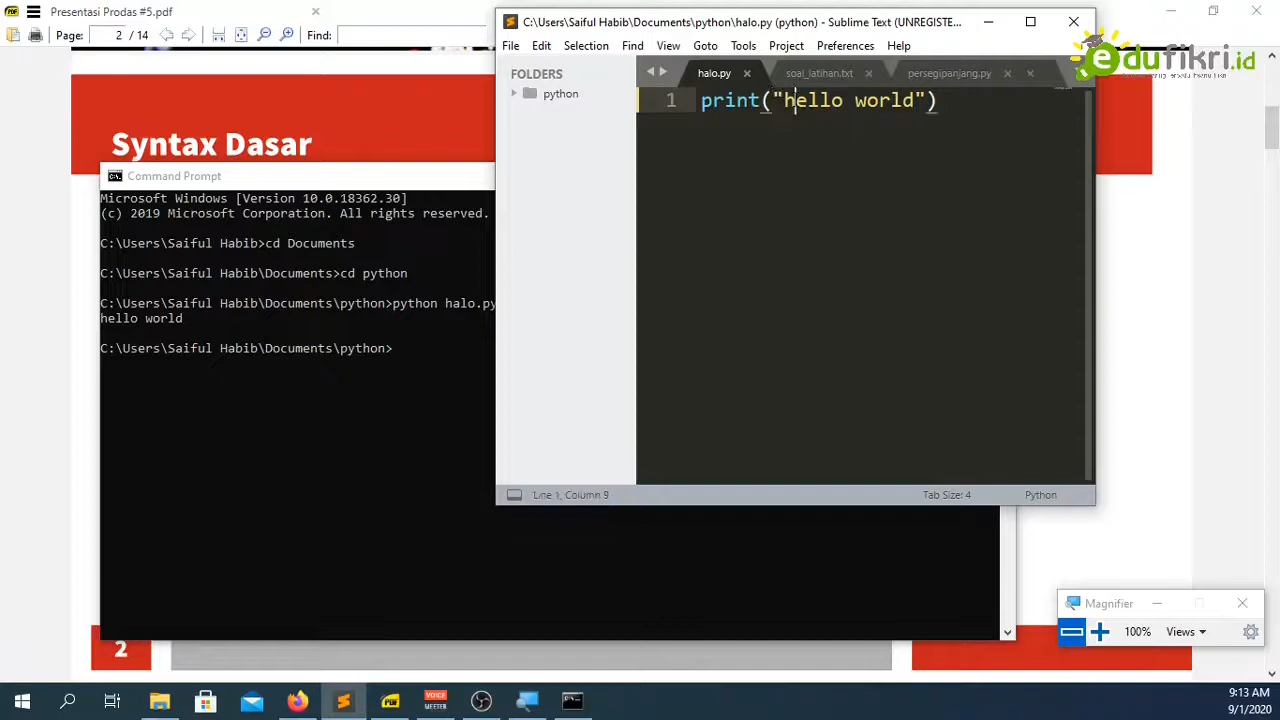 Presentasi Prodas #5.pdf
Page: 2 / 14 Find:
Syntax Dasar
2
Command Prompt
Microsoft Windows [Version 10.0.18362.30]
(c) 2019 Microsoft Corporation. All rights reserved.
C:\Users\Saiful Habib>cd Documents
C:\Users\Saiful Habib\Documents>cd python
C:\Users\Saiful Habib\Documents\python>python halo.py
hello world
C:\Users\Saiful Habib\Documents\python>
C:\Users\Saiful Habib\Documents\python\halo.py (python) - Sublime Text (UNREGISTE...
File Edit Selection Find View Goto Tools Project Preferences Help
FOLDERS
python
halo.py soal_latihan.txt persegipanjang.py
1 print("hello world")
Line 1, Column 9 Tab Size: 4 Python
edufikri.id
Magnifier
100% Views
PDF
VOICE
MEETER
PDF
9:13 AM
9/1/2020